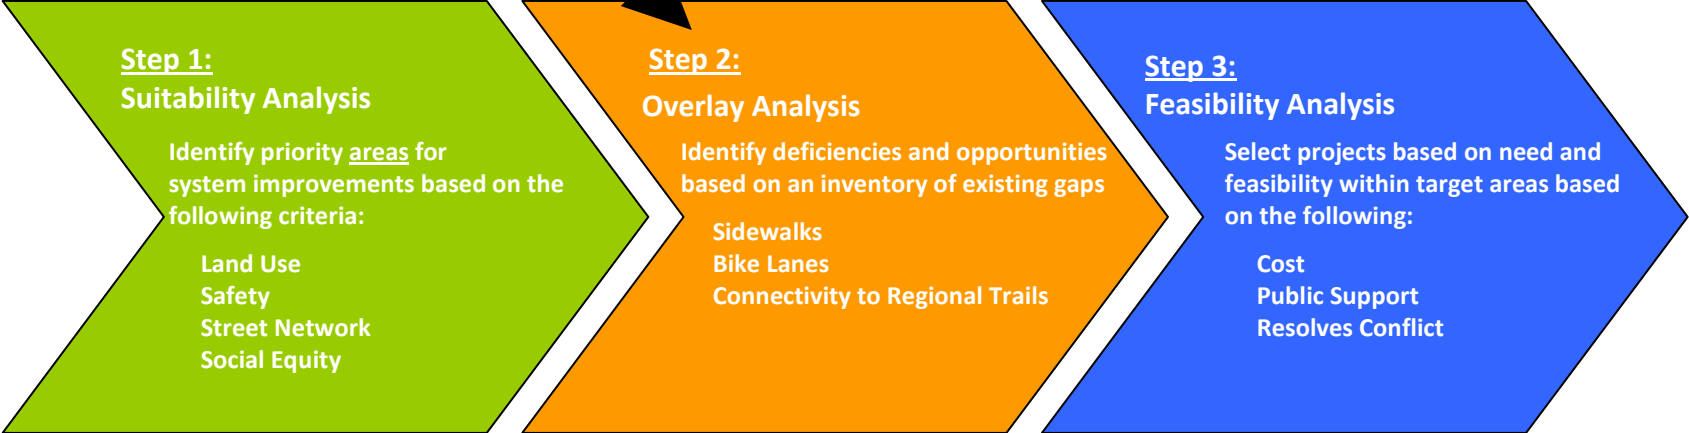 Step 1:
Suitability Analysis
Identify priority areas for
system improvements based on the
following criteria:
Land Use
Safety
Street Network
Social Equity
Step 2:
Overlay Analysis
Identify deficiencies and opportunities
based on an inventory of existing gaps
Sidewalks
Bike Lanes
Connectivity to Regional Trails
Step 3:
Feasibility Analysis
Select projects based on need and
feasibility within target areas based
on the following:
Cost
Public Support
Resolves Conflict